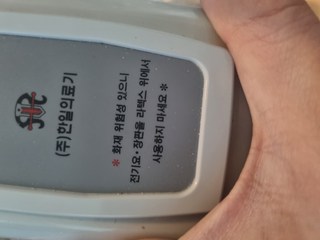 (주)한일의료기
※ 화재 위험성 있으니
전기요·장판을 라텍스 위에서
사용하지 마세요 ※